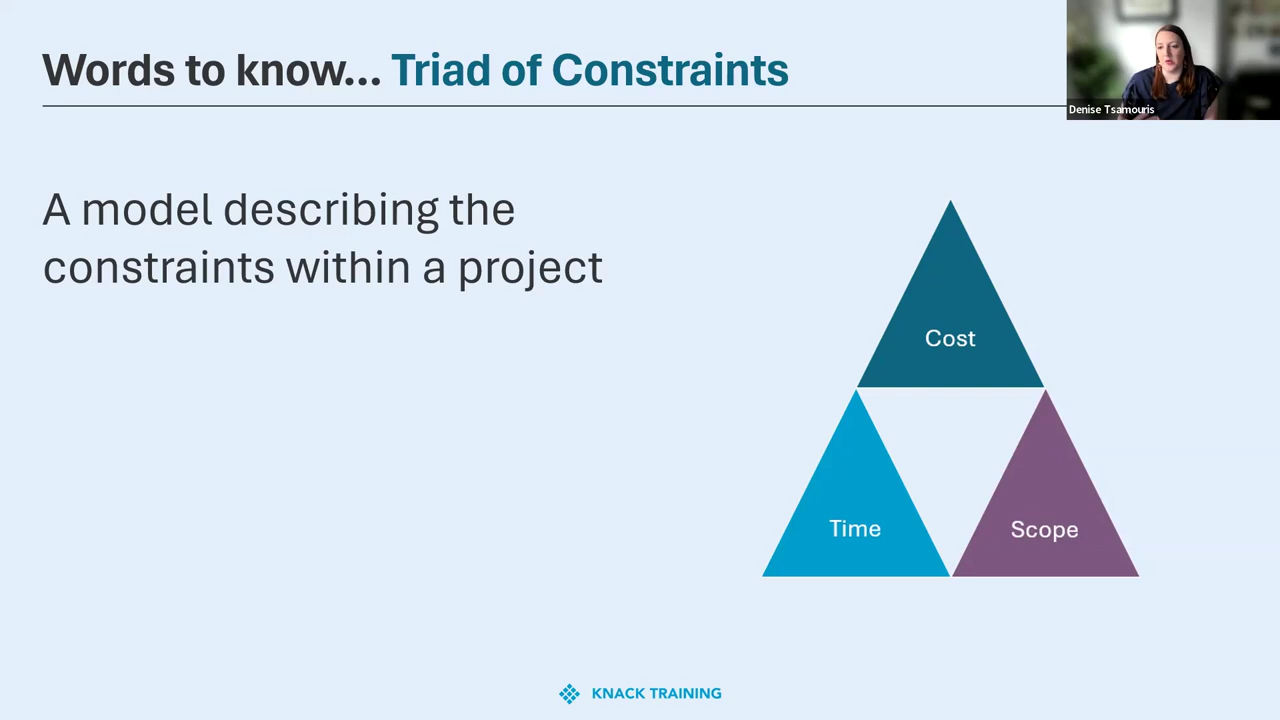 Words to know... Triad of Constraints
Denise Tsamouris
A model describing the
constraints within a project
Cost
Time
Scope
KNACK TRAINING